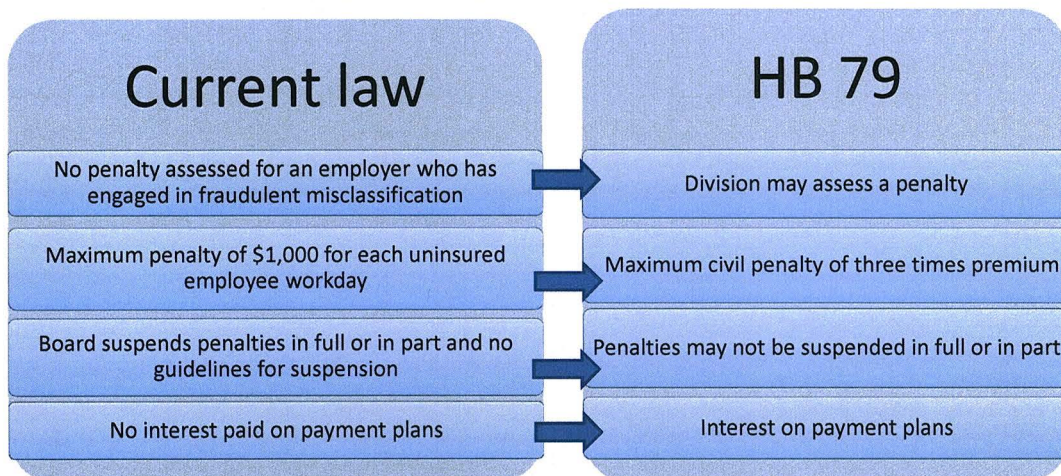 Current law
No penalty assessed for an employer who has
engaged in fraudulent misclassification
Maximum penalty of $1,000 for each uninsured
employee workday
Board suspends penalties in full or in part and no
guidelines for suspension
No interest paid on payment plans
HB 79
Division may assess a penalty
Maximum civil penalty of three times premium
Penalties may not be suspended in full or in part
Interest on payment plans